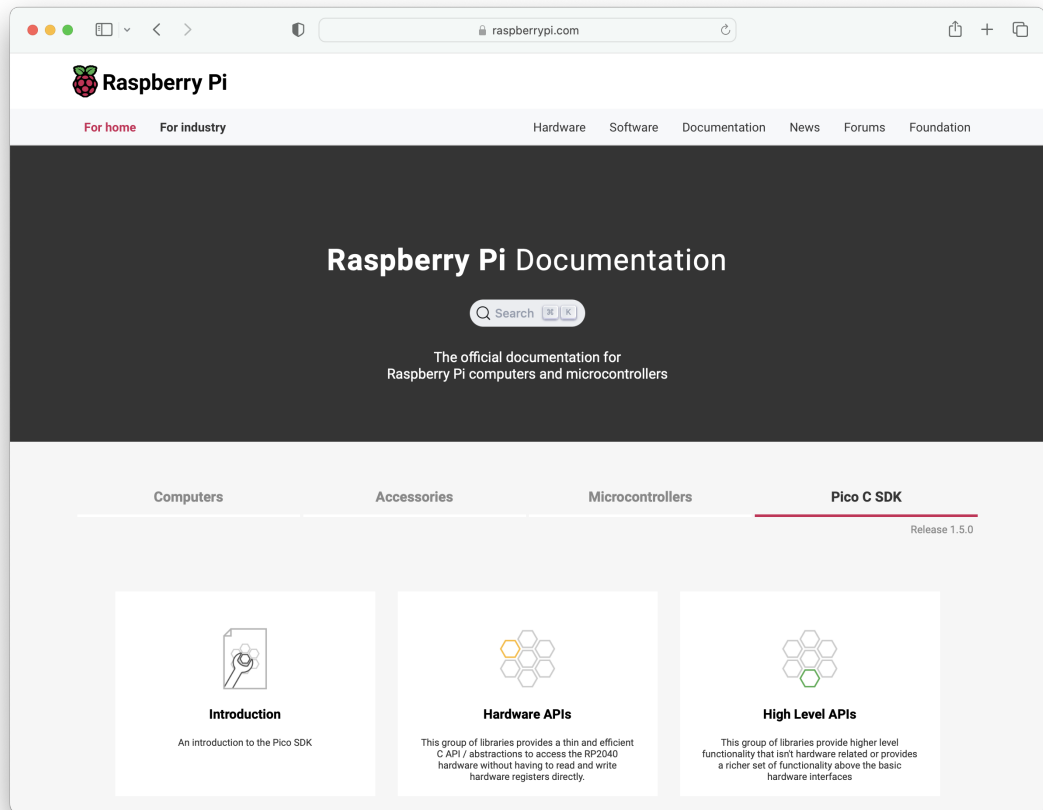 raspberrypi.com
Raspberry Pi
For home For industry Hardware Software Documentation News Forums Foundation
Raspberry Pi Documentation
Search ⌘ K
The official documentation for
Raspberry Pi computers and microcontrollers
Computers Accessories Microcontrollers Pico C SDK
Release 1.5.0
Introduction
An introduction to the Pico SDK
Hardware APIs
This group of libraries provides a thin and efficient
C API / abstractions to access the RP2040
hardware without having to read and write
hardware registers directly.
High Level APIs
This group of libraries provide higher level
functionality that isn't hardware related or provides
a richer set of functionality above the basic
hardware interfaces